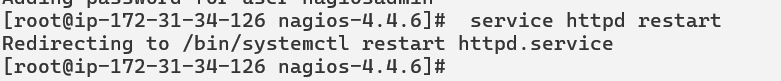 Adding password for user nagiosadmin
[root@ip-172-31-34-126 nagios-4.4.6]#  service httpd restart
Redirecting to /bin/systemctl restart httpd.service
[root@ip-172-31-34-126 nagios-4.4.6]#